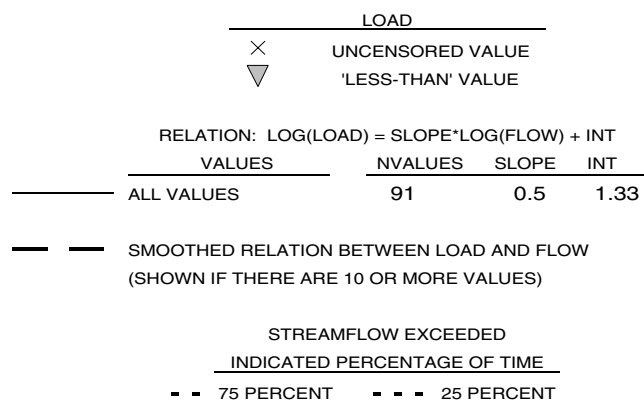 LOAD
UNCENSORED VALUE
'LESS-THAN' VALUE
RELATION: LOG(LOAD) = SLOPE*LOG(FLOW) + INT
VALUES NVALUES SLOPE INT
ALL VALUES 91 0.5 1.33
SMOOTHED RELATION BETWEEN LOAD AND FLOW
(SHOWN IF THERE ARE 10 OR MORE VALUES)
STREAMFLOW EXCEEDED
INDICATED PERCENTAGE OF TIME
75 PERCENT 25 PERCENT